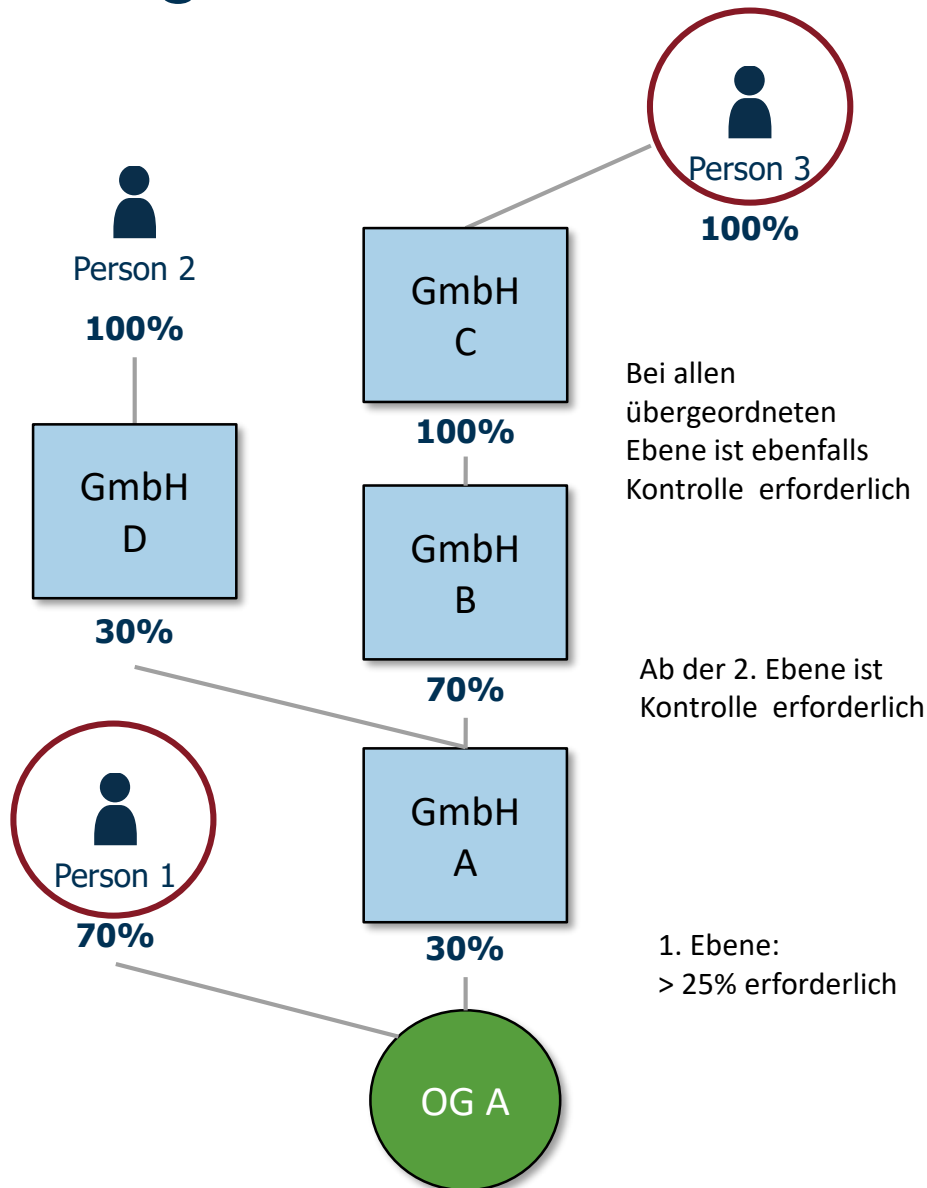 Person 3
100%
Person 2
100%
GmbH
C
100%
Bei allen
übergeordneten
Ebene ist ebenfalls
Kontrolle erforderlich
GmbH
D
30%
GmbH
B
70%
Ab der 2. Ebene ist
Kontrolle erforderlich
Person 1
70%
GmbH
A
30%
1. Ebene:
> 25% erforderlich
OG A